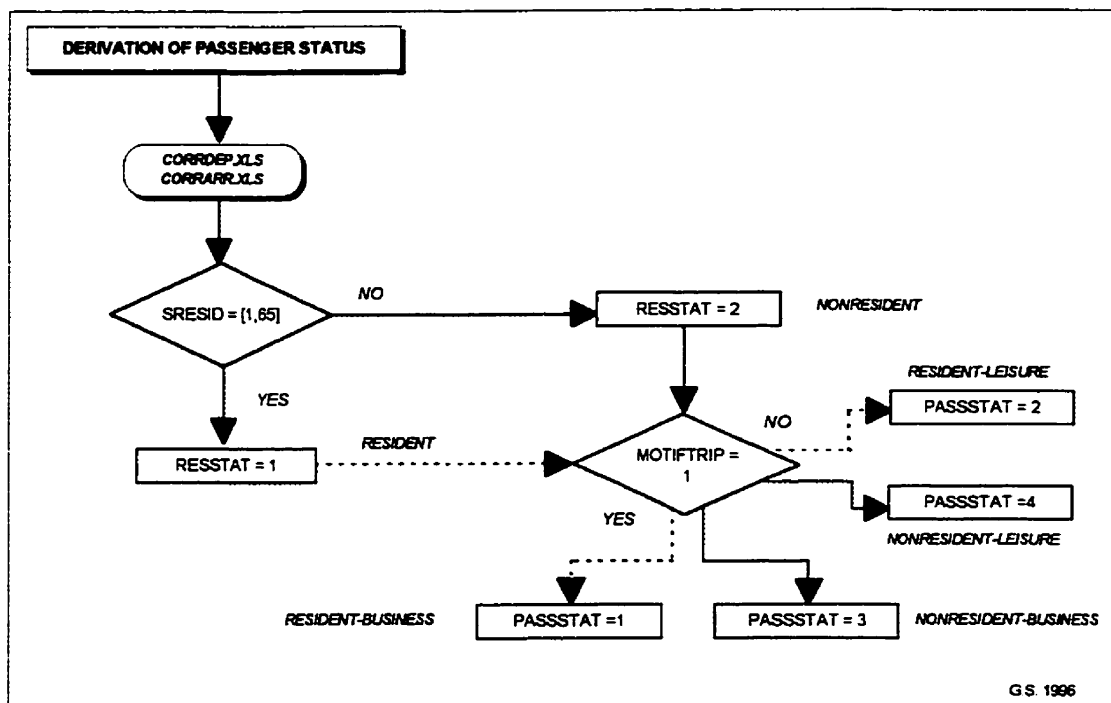 DERIVATION OF PASSENGER STATUS
CORRDEP.XLS
CORRARR.XLS
SRESID = [1,65]
NO
RESSTAT = 2
NONRESIDENT
YES
RESSTAT = 1
RESIDENT
MOTIFTRIP =
1
NO
RESIDENT-LEISURE
PASSSTAT = 2
PASSSTAT =4
NONRESIDENT-LEISURE
YES
RESIDENT-BUSINESS
PASSSTAT =1
PASSSTAT = 3
NONRESIDENT-BUSINESS
G.S. 1996